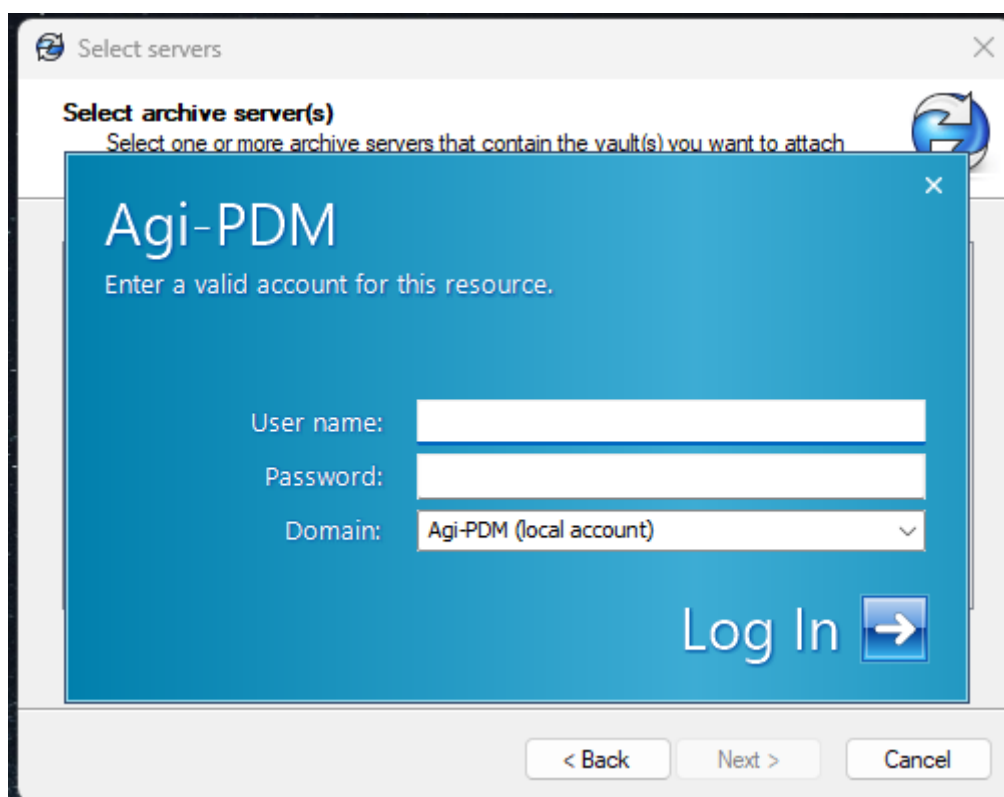 Select servers
Select archive server(s)
Select one or more archive servers that contain the vault(s) you want to attach
Agi-PDM
Enter a valid account for this resource.
User name:
Password:
Domain: Agi-PDM (local account)
Log In
< Back Next > Cancel